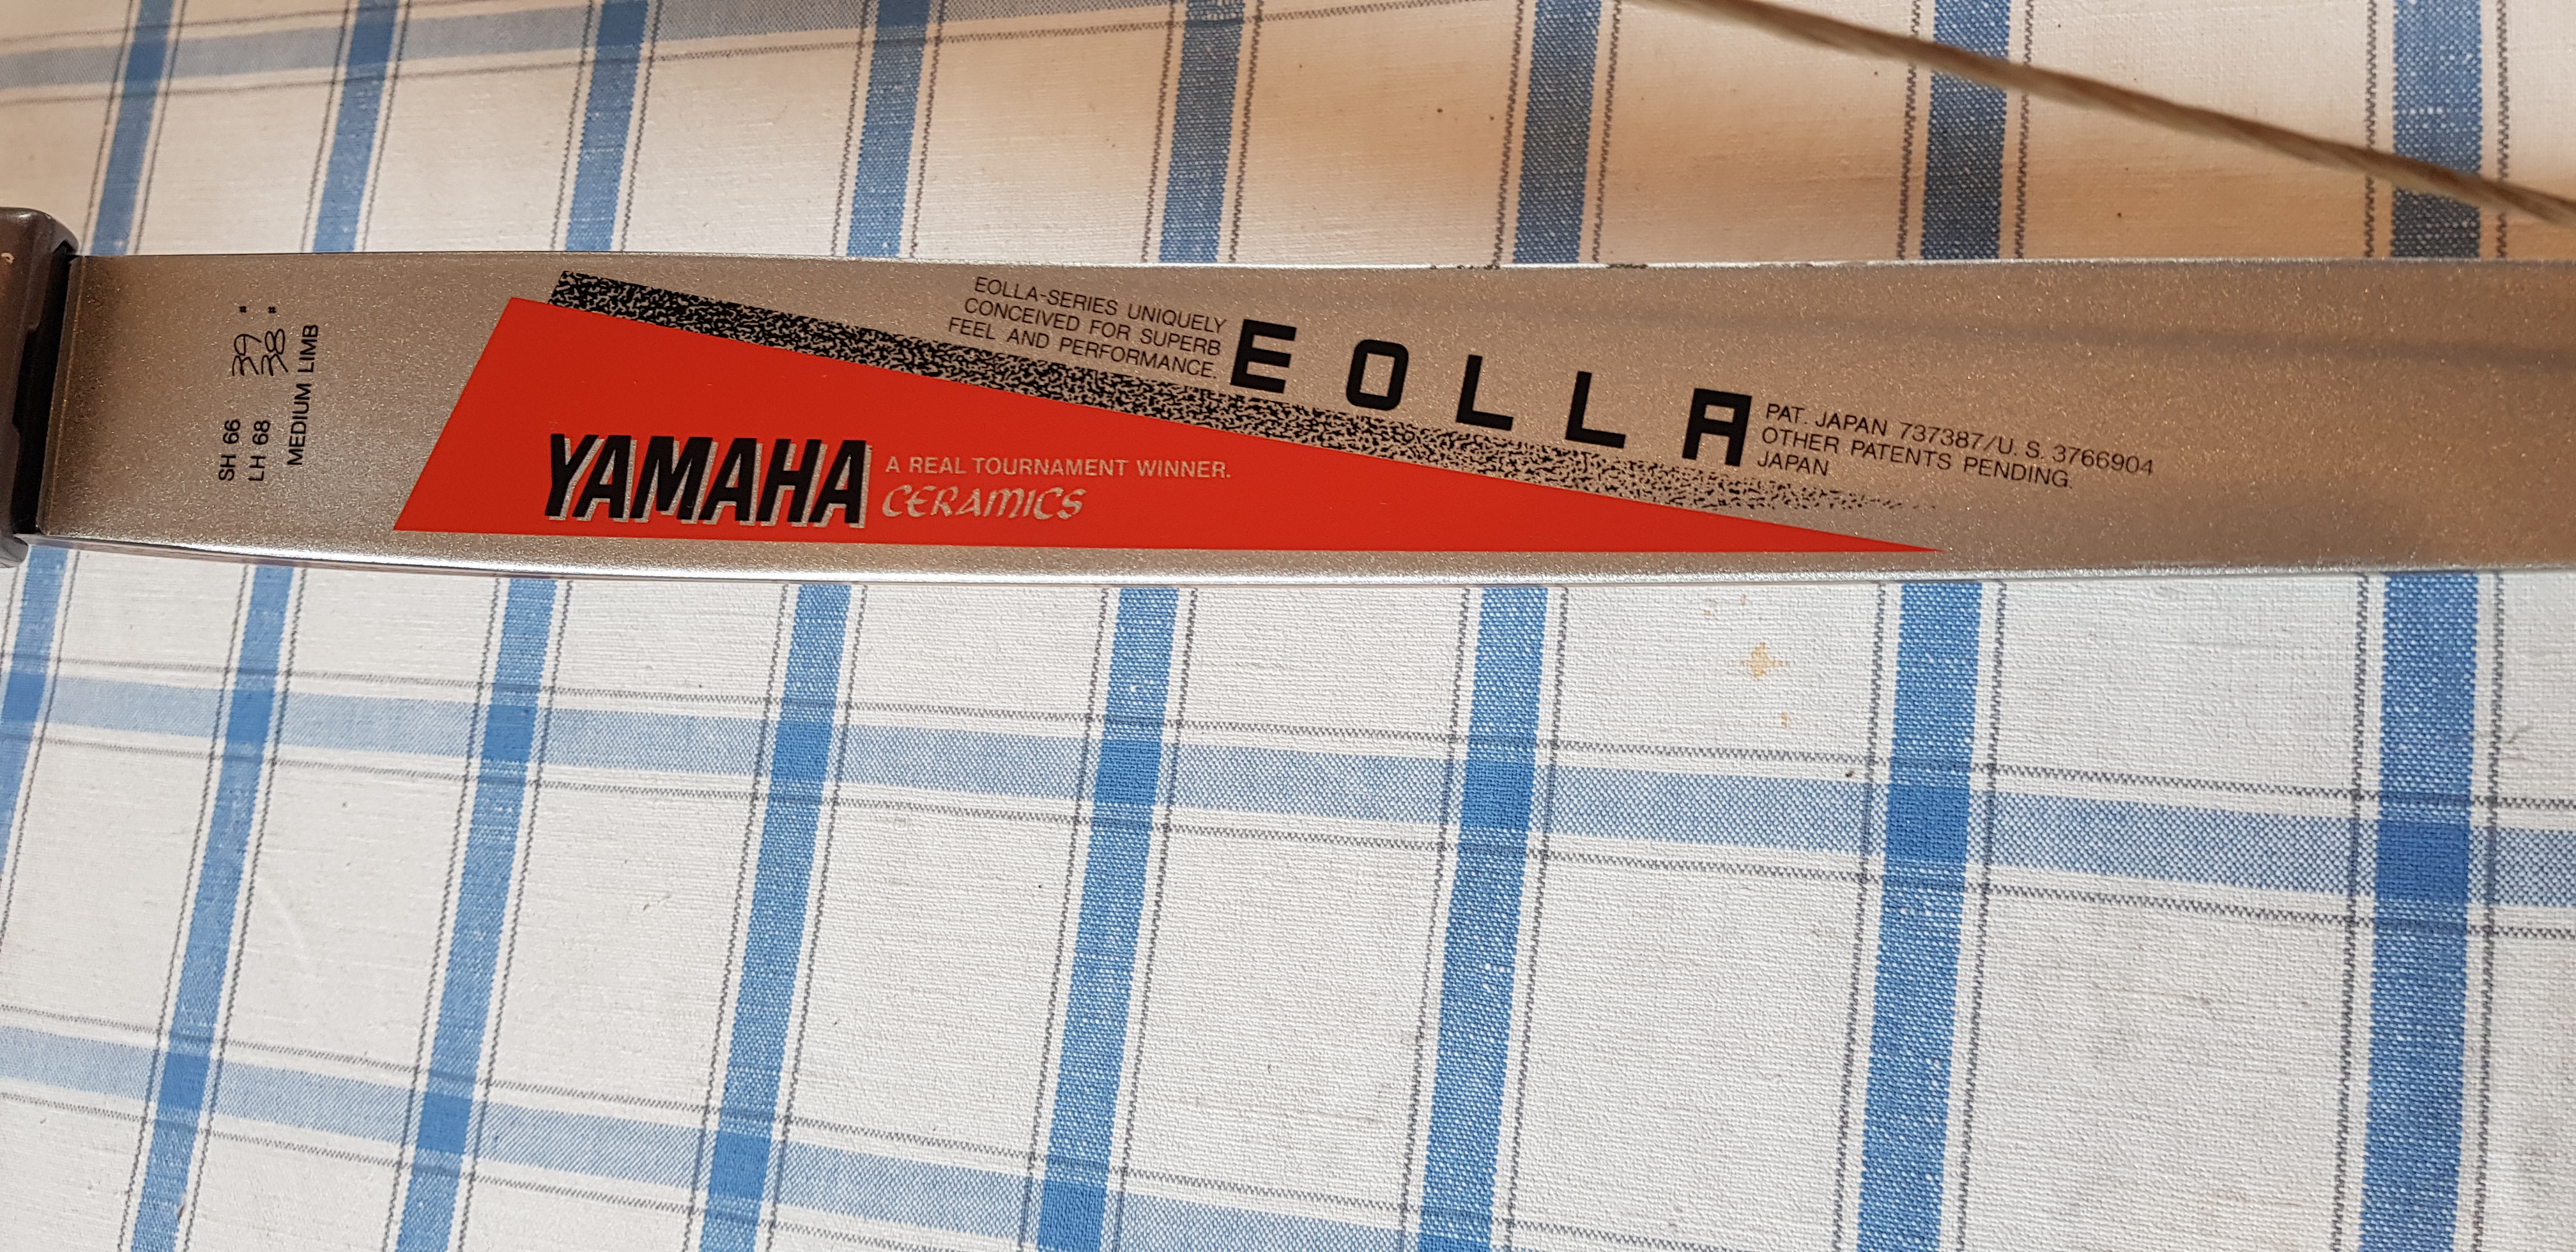 SH 66 39"
LH 68 38"
MEDIUM LIMB
EOLLA-SERIES UNIQUELY
CONCEIVED FOR SUPERB
FEEL AND PERFORMANCE.
EOLLA
PAT. JAPAN 737387/U. S. 3766904
OTHER PATENTS PENDING.
JAPAN
YAMAHA
A REAL TOURNAMENT WINNER.
CERAMICS